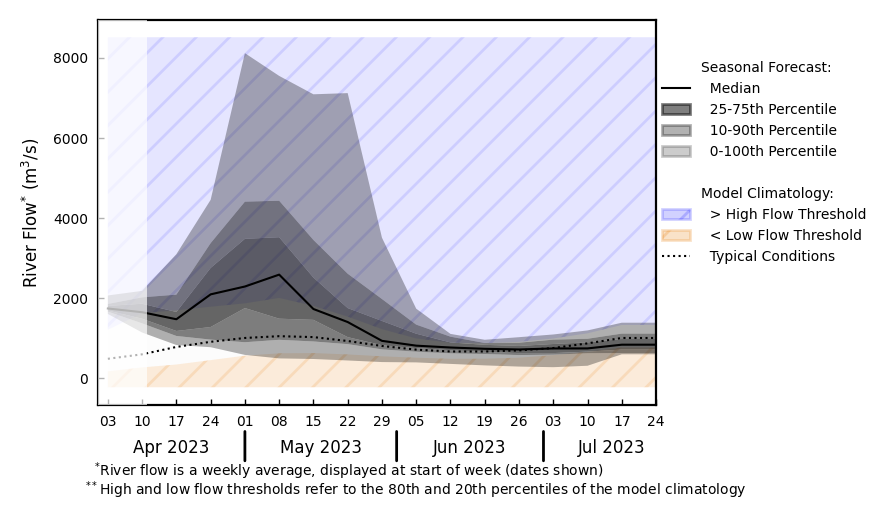 8000
6000
4000
2000
0
River Flow* (m³/s)
03 10 17 24 01 08 15 22 29 05 12 19 26 03 10 17 24
Apr 2023 May 2023 Jun 2023 Jul 2023
*River flow is a weekly average, displayed at start of week (dates shown)
**High and low flow thresholds refer to the 80th and 20th percentiles of the model climatology
Seasonal Forecast:
Median
25-75th Percentile
10-90th Percentile
0-100th Percentile
Model Climatology:
> High Flow Threshold
< Low Flow Threshold
Typical Conditions